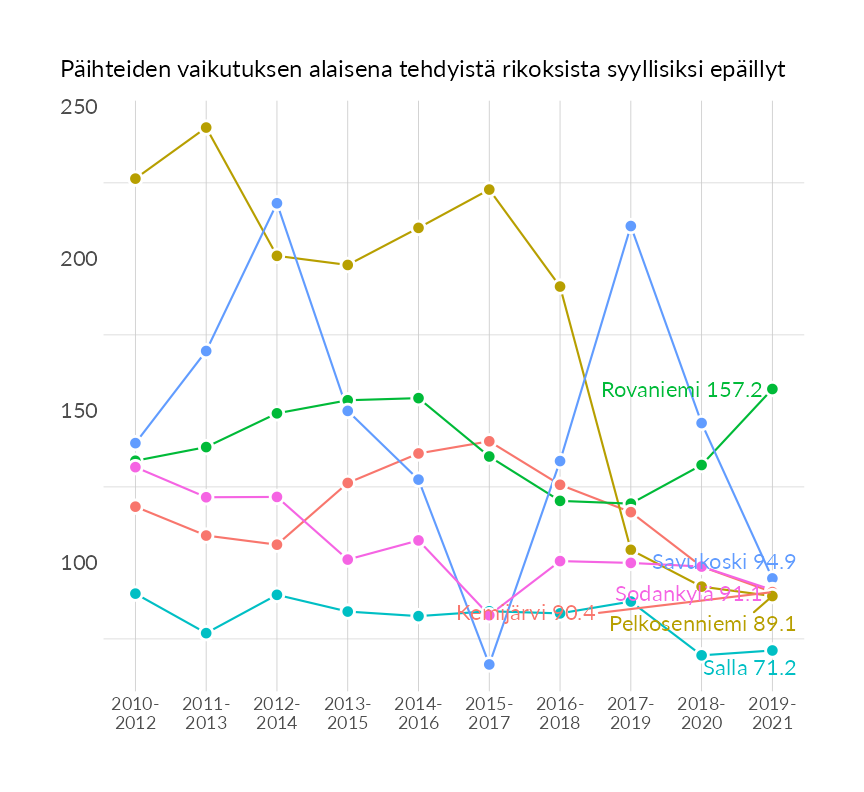 Päihteiden vaikutuksen alaisena tehdyistä rikoksista syyllisiksi epäillyt
250
200
150
100
Rovaniemi 157.2
Savukoski 94.9
Sodankylä 91.1
Kemijärvi 90.4
Pelkosenniemi 89.1
Salla 71.2
2010- 2011- 2012- 2013- 2014- 2015- 2016- 2017- 2018- 2019-
2012 2013 2014 2015 2016 2017 2018 2019 2020 2021